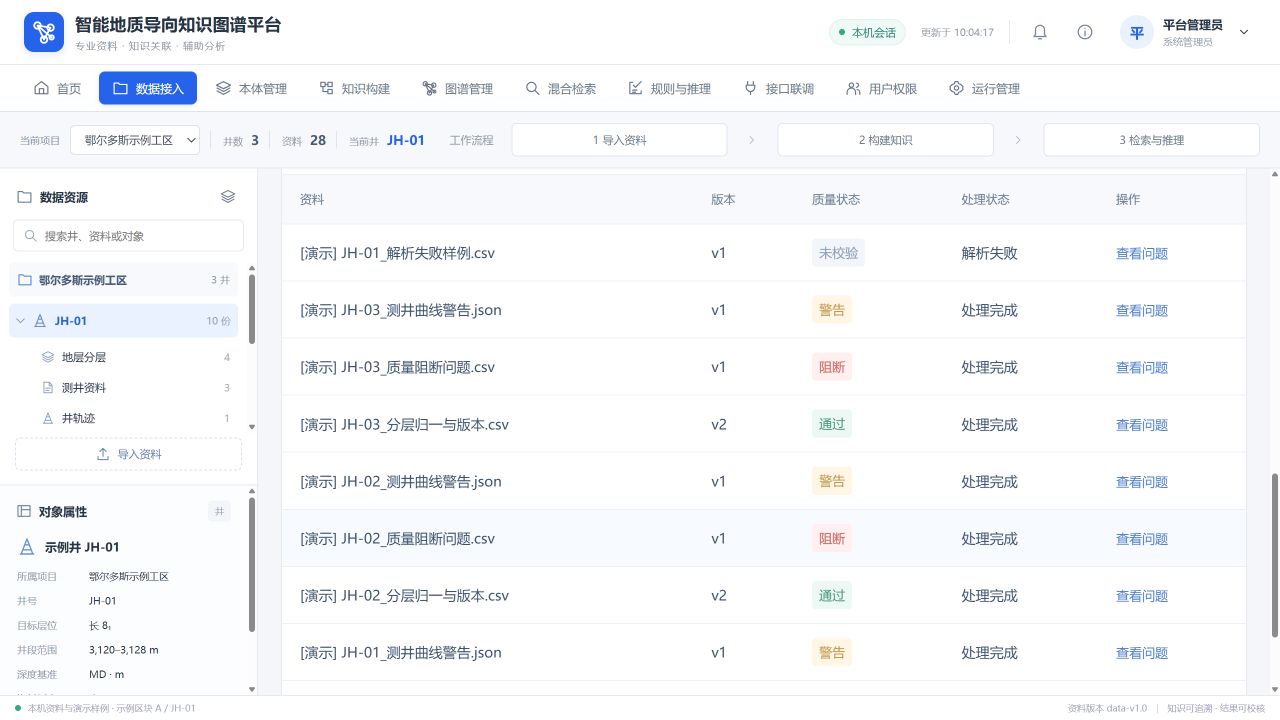 智能地质导向知识图谱平台
专业资料 · 知识关联 · 辅助分析
本机会话
更新于 10:04:17
平
平台管理员
系统管理员
首页
数据接入
本体管理
知识构建
图谱管理
混合检索
规则与推理
接口联调
用户权限
运行管理
当前项目 鄂尔多斯示例工区 井数 3 资料 28 当前井 JH-01 工作流程 1 导入资料 2 构建知识 3 检索与推理
数据资源
搜索井、资料或对象
鄂尔多斯示例工区 3 井
JH-01 10 份
地层分层 4
测井资料 3
井轨迹 1
导入资料
对象属性 井
示例井 JH-01
所属项目 鄂尔多斯示例工区
井号 JH-01
目标层位 长 8₁
井段范围 3,120–3,128 m
深度基准 MD · m
资料 版本 质量状态 处理状态 操作
[演示] JH-01_解析失败样例.csv v1 未校验 解析失败 查看问题
[演示] JH-03_测井曲线警告.json v1 警告 处理完成 查看问题
[演示] JH-03_质量阻断问题.csv v1 阻断 处理完成 查看问题
[演示] JH-03_分层归一与版本.csv v2 通过 处理完成 查看问题
[演示] JH-02_测井曲线警告.json v1 警告 处理完成 查看问题
[演示] JH-02_质量阻断问题.csv v1 阻断 处理完成 查看问题
[演示] JH-02_分层归一与版本.csv v2 通过 处理完成 查看问题
[演示] JH-01_测井曲线警告.json v1 警告 处理完成 查看问题
本机资料与演示样例 · 示例区块 A / JH-01
资料版本 data-v1.0
知识可追溯 · 结果可校核